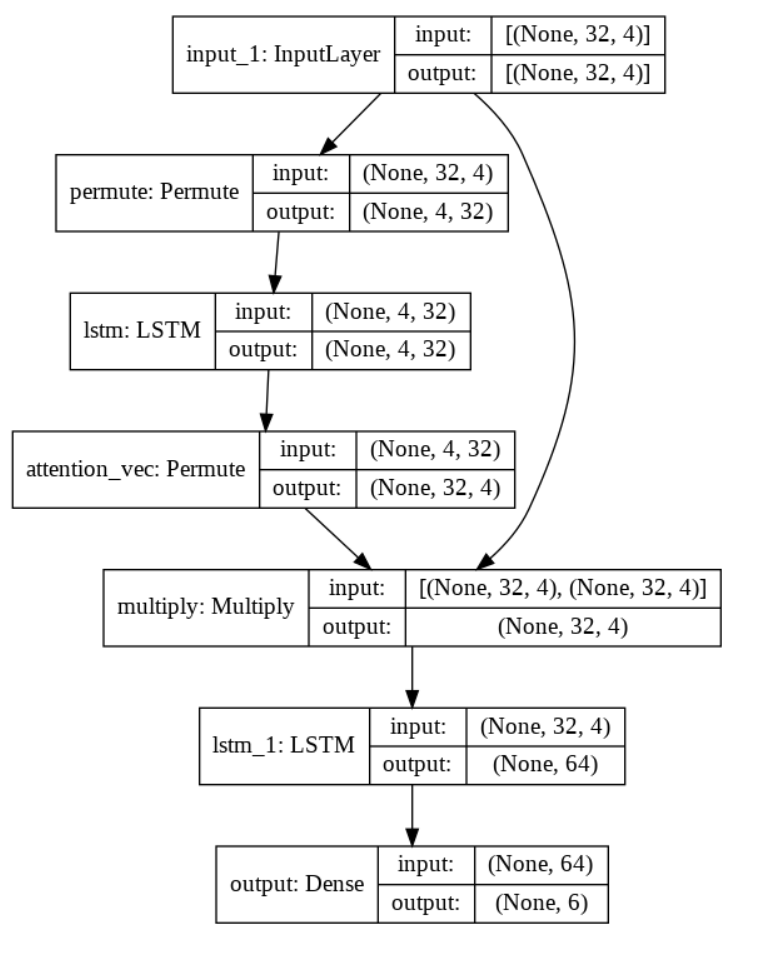 input_1: InputLayer
input:
[(None, 32, 4)]
output:
[(None, 32, 4)]
permute: Permute
input:
(None, 32, 4)
output:
(None, 4, 32)
lstm: LSTM
input:
(None, 4, 32)
output:
(None, 4, 32)
attention_vec: Permute
input:
(None, 4, 32)
output:
(None, 32, 4)
multiply: Multiply
input:
[(None, 32, 4), (None, 32, 4)]
output:
(None, 32, 4)
lstm_1: LSTM
input:
(None, 32, 4)
output:
(None, 64)
output: Dense
input:
(None, 64)
output:
(None, 6)